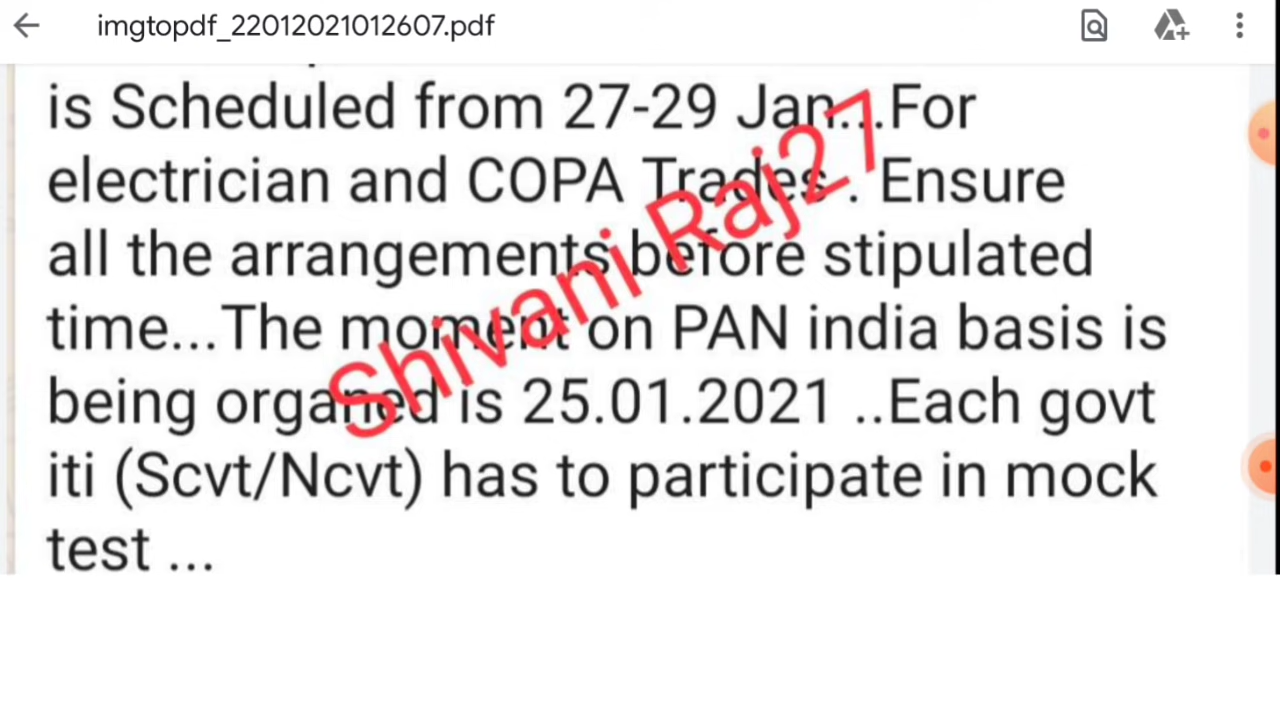 imgtopdf_22012021012607.pdf
is Scheduled from 27-29 Jan...For
electrician and COPA Trades . Ensure
all the arrangements before stipulated
time...The moment on PAN india basis is
being organed is 25.01.2021 ..Each govt
iti (Scvt/Ncvt) has to participate in mock
test ...
Shivani Raj27